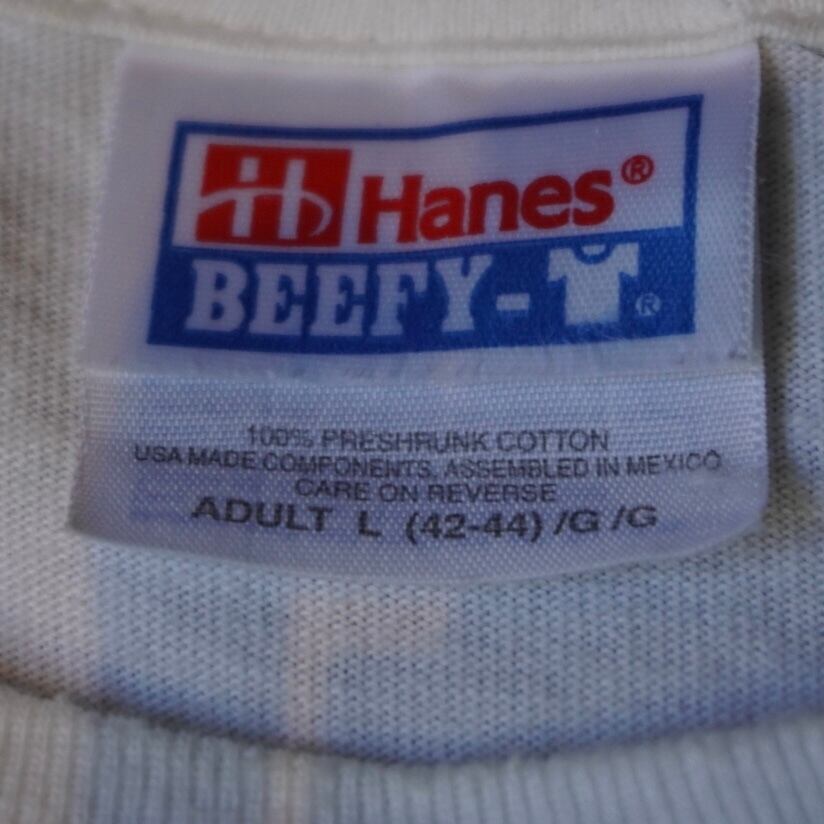 Hanes®
BEEFY-®
100% PRESHRUNK COTTON
USA MADE COMPONENTS, ASSEMBLED IN MEXICO
CARE ON REVERSE
ADULT L (42-44) /G /G